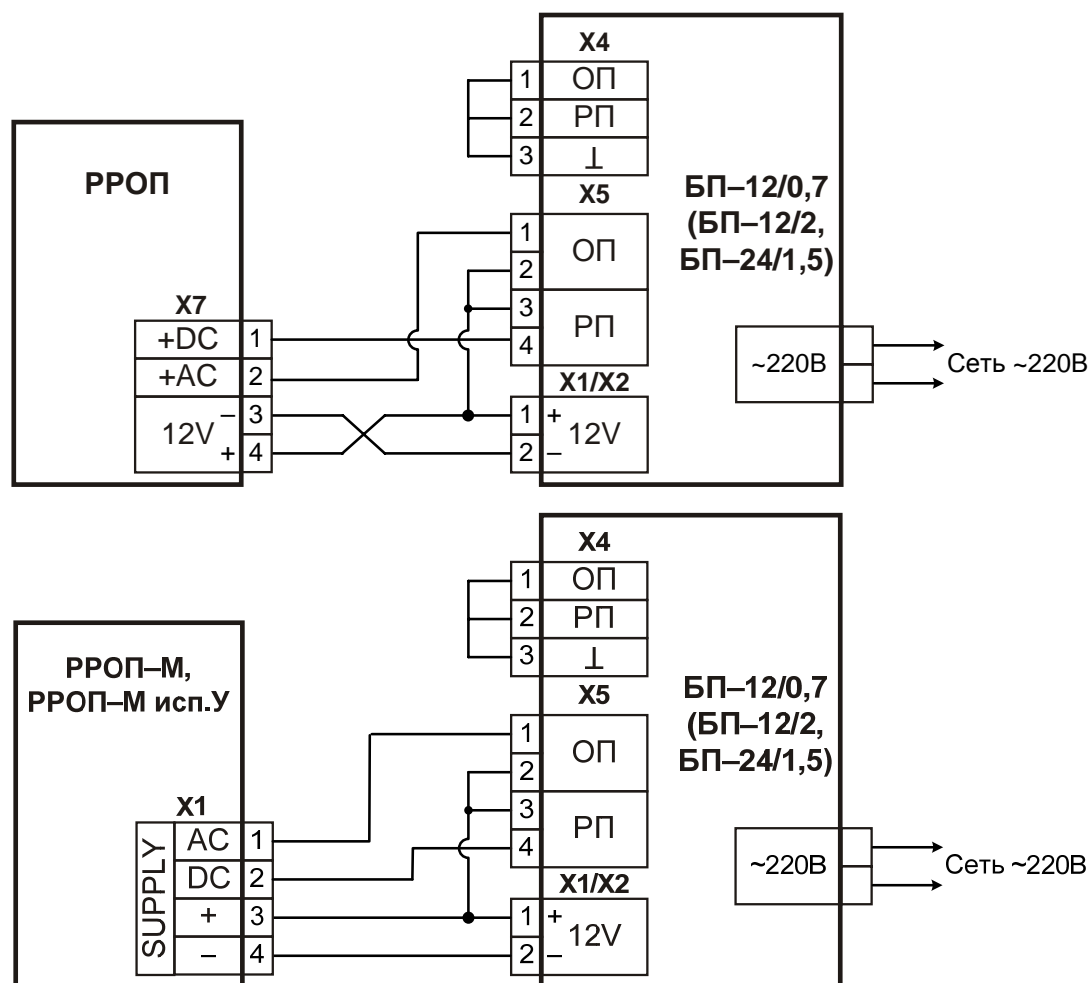 X4
1 ОП
2 РП
3 ⊥
РРОП
X5
1
2
ОП
3
4
РП
БП–12/0,7
(БП–12/2,
БП–24/1,5)
X7
+DC 1
+AC 2
12V
– 3
+ 4
X1/X2
1 +
2 –
12V
~220В
Сеть ~220В
X4
1 ОП
2 РП
3 ⊥
РРОП–М,
РРОП–М исп.У
X5
1
2
ОП
3
4
РП
БП–12/0,7
(БП–12/2,
БП–24/1,5)
X1
SUPPLY
AC 1
DC 2
+ 3
– 4
X1/X2
1 +
2 –
12V
~220В
Сеть ~220В